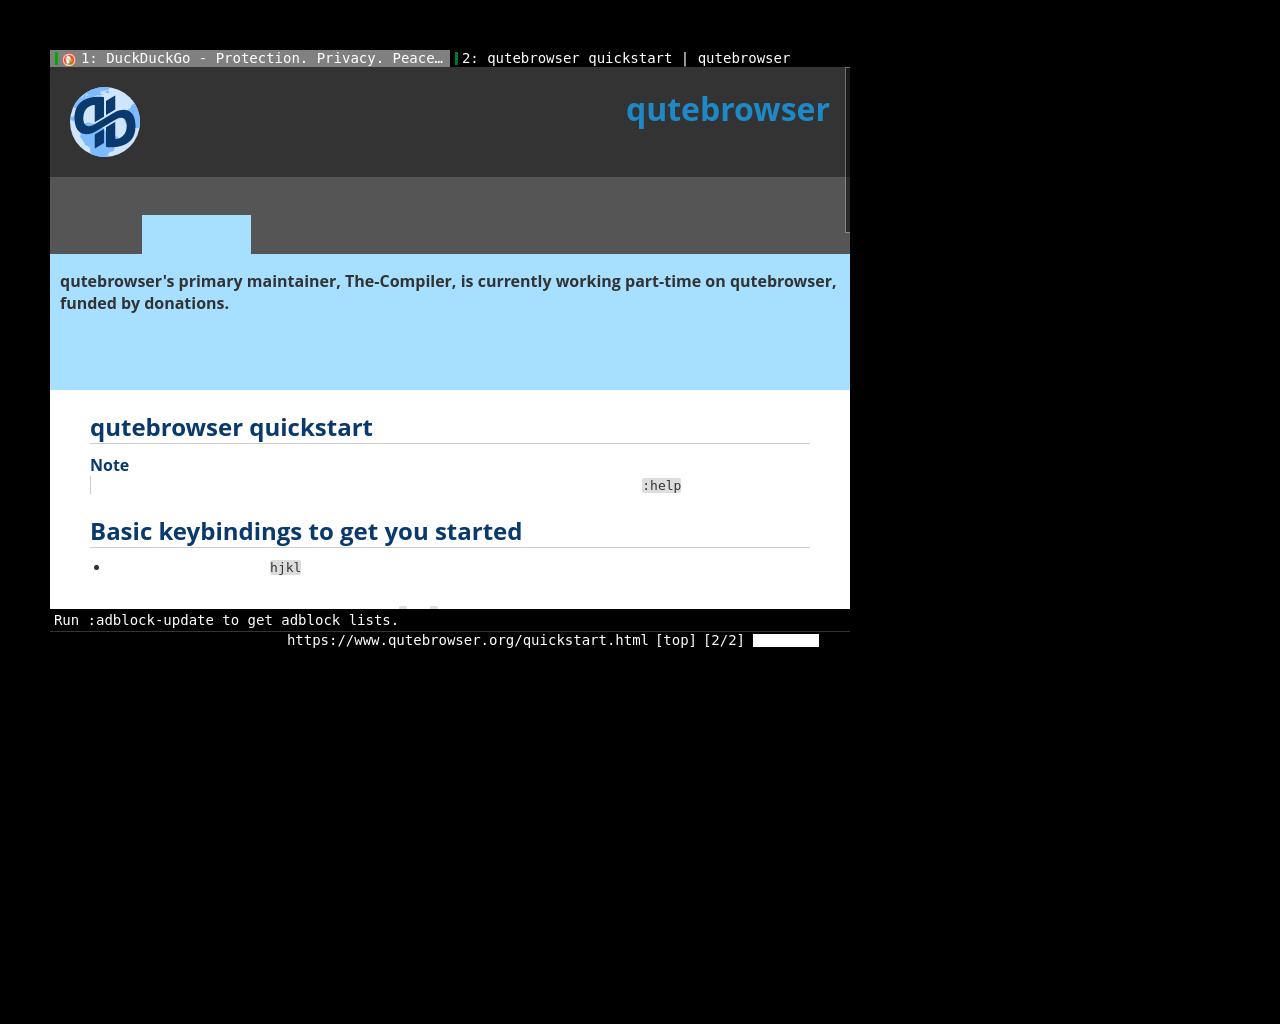 1: DuckDuckGo - Protection. Privacy. Peace…
2: qutebrowser quickstart | qutebrowser
qutebrowser
qutebrowser's primary maintainer, The-Compiler, is currently working part-time on qutebrowser,
funded by donations.
qutebrowser quickstart
Note
:help
Basic keybindings to get you started
hjkl
Run :adblock-update to get adblock lists.
https://www.qutebrowser.org/quickstart.html [top] [2/2]